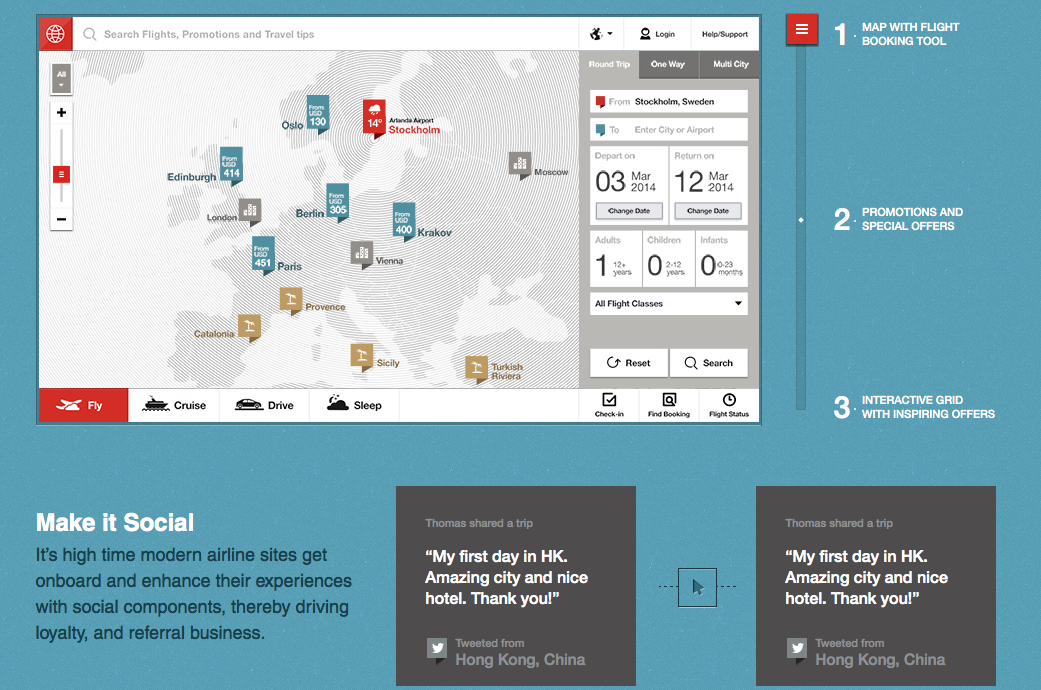 Search Flights, Promotions and Travel tips
Login
Help/Support
1. MAP WITH FLIGHT
BOOKING TOOL
All
Round Trip
One Way
Multi City
From Stockholm, Sweden
To Enter City or Airport
Depart on
03 Mar
2014
Change Date
Return on
12 Mar
2014
Change Date
Adults
1 12+
years
Children
0 2-12
years
Infants
0 0-23
months
All Flight Classes
Reset
Search
From
USD
130
Oslo
14°
Arlanda Airport
Stockholm
From
USD
414
Edinburgh
Moscow
London
From
USD
305
Berlin
From
USD
400
Krakov
From
USD
451
Paris
Vienna
Provence
Catalonia
Sicily
Turkish
Riviera
2. PROMOTIONS AND
SPECIAL OFFERS
Fly
Cruise
Drive
Sleep
Check-in
Find Booking
Flight Status
3. INTERACTIVE GRID
WITH INSPIRING OFFERS
Make it Social
It's high time modern airline sites get
onboard and enhance their experiences
with social components, thereby driving
loyalty, and referral business.
Thomas shared a trip
“My first day in HK.
Amazing city and nice
hotel. Thank you!”
Tweeted from
Hong Kong, China
Thomas shared a trip
“My first day in HK.
Amazing city and nice
hotel. Thank you!”
Tweeted from
Hong Kong, China